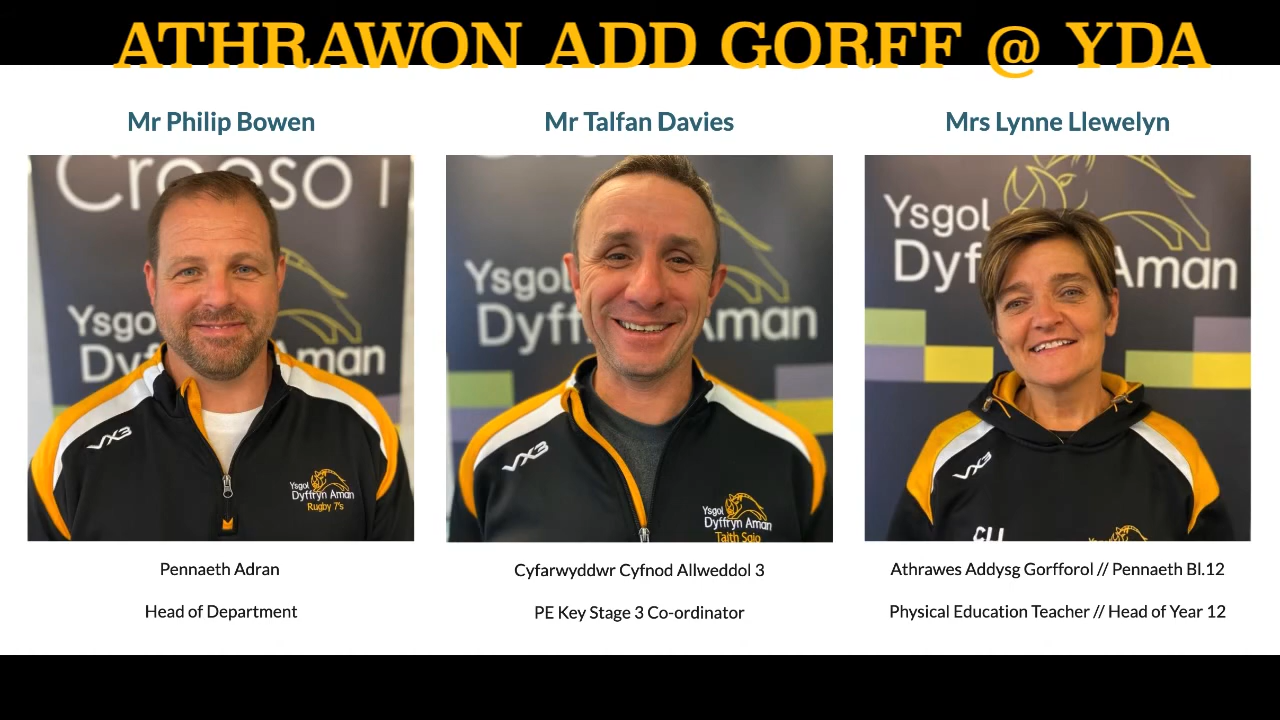 ATHRAWON ADD GORFF @ YDA
Mr Philip Bowen
Mr Talfan Davies
Mrs Lynne Llewelyn
Croeso
Ysgol
Dyffryn Aman
VX3
Ysgol
Dyffryn Aman
Rugby 7's
Ysgol
Dyffryn Aman
VX3
Ysgol
Dyffryn Aman
Taith Sgio
Ysgol
Dyffryn Aman
VX3
Pennaeth Adran
Head of Department
Cyfarwyddwr Cyfnod Allweddol 3
PE Key Stage 3 Co-ordinator
Athrawes Addysg Gorfforol // Pennaeth Bl.12
Physical Education Teacher // Head of Year 12